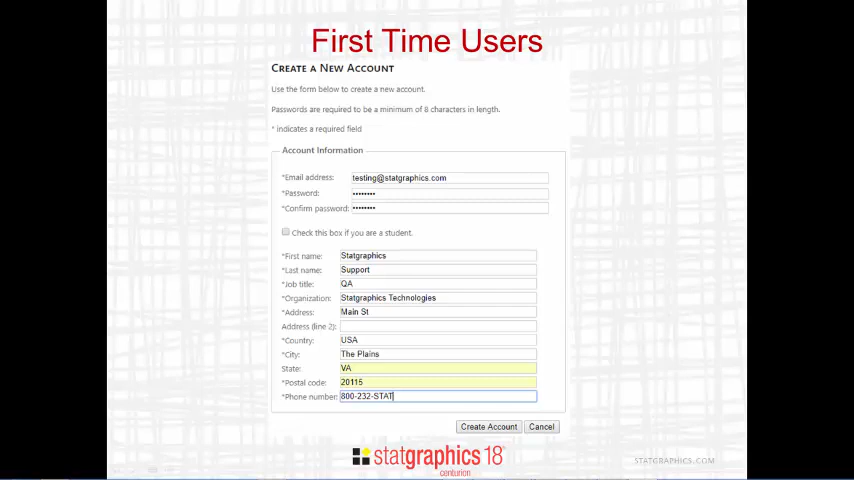 First Time Users
CREATE A NEW ACCOUNT
Use the form below to create a new account.
Passwords are required to be a minimum of 8 characters in length.
* indicates a required field
Account Information
*Email address: testing@statgraphics.com
*Password: ••••••••
*Confirm password: ••••••••
Check this box if you are a student.
*First name: Statgraphics
*Last name: Support
*Job title: QA
*Organization: Statgraphics Technologies
*Address: Main St
Address (line 2):
*Country: USA
*City: The Plains
State: VA
*Postal code: 20115
*Phone number: 800-232-STAT
Create Account Cancel
statgraphics 18®
centurion
STATGRAPHICS.COM